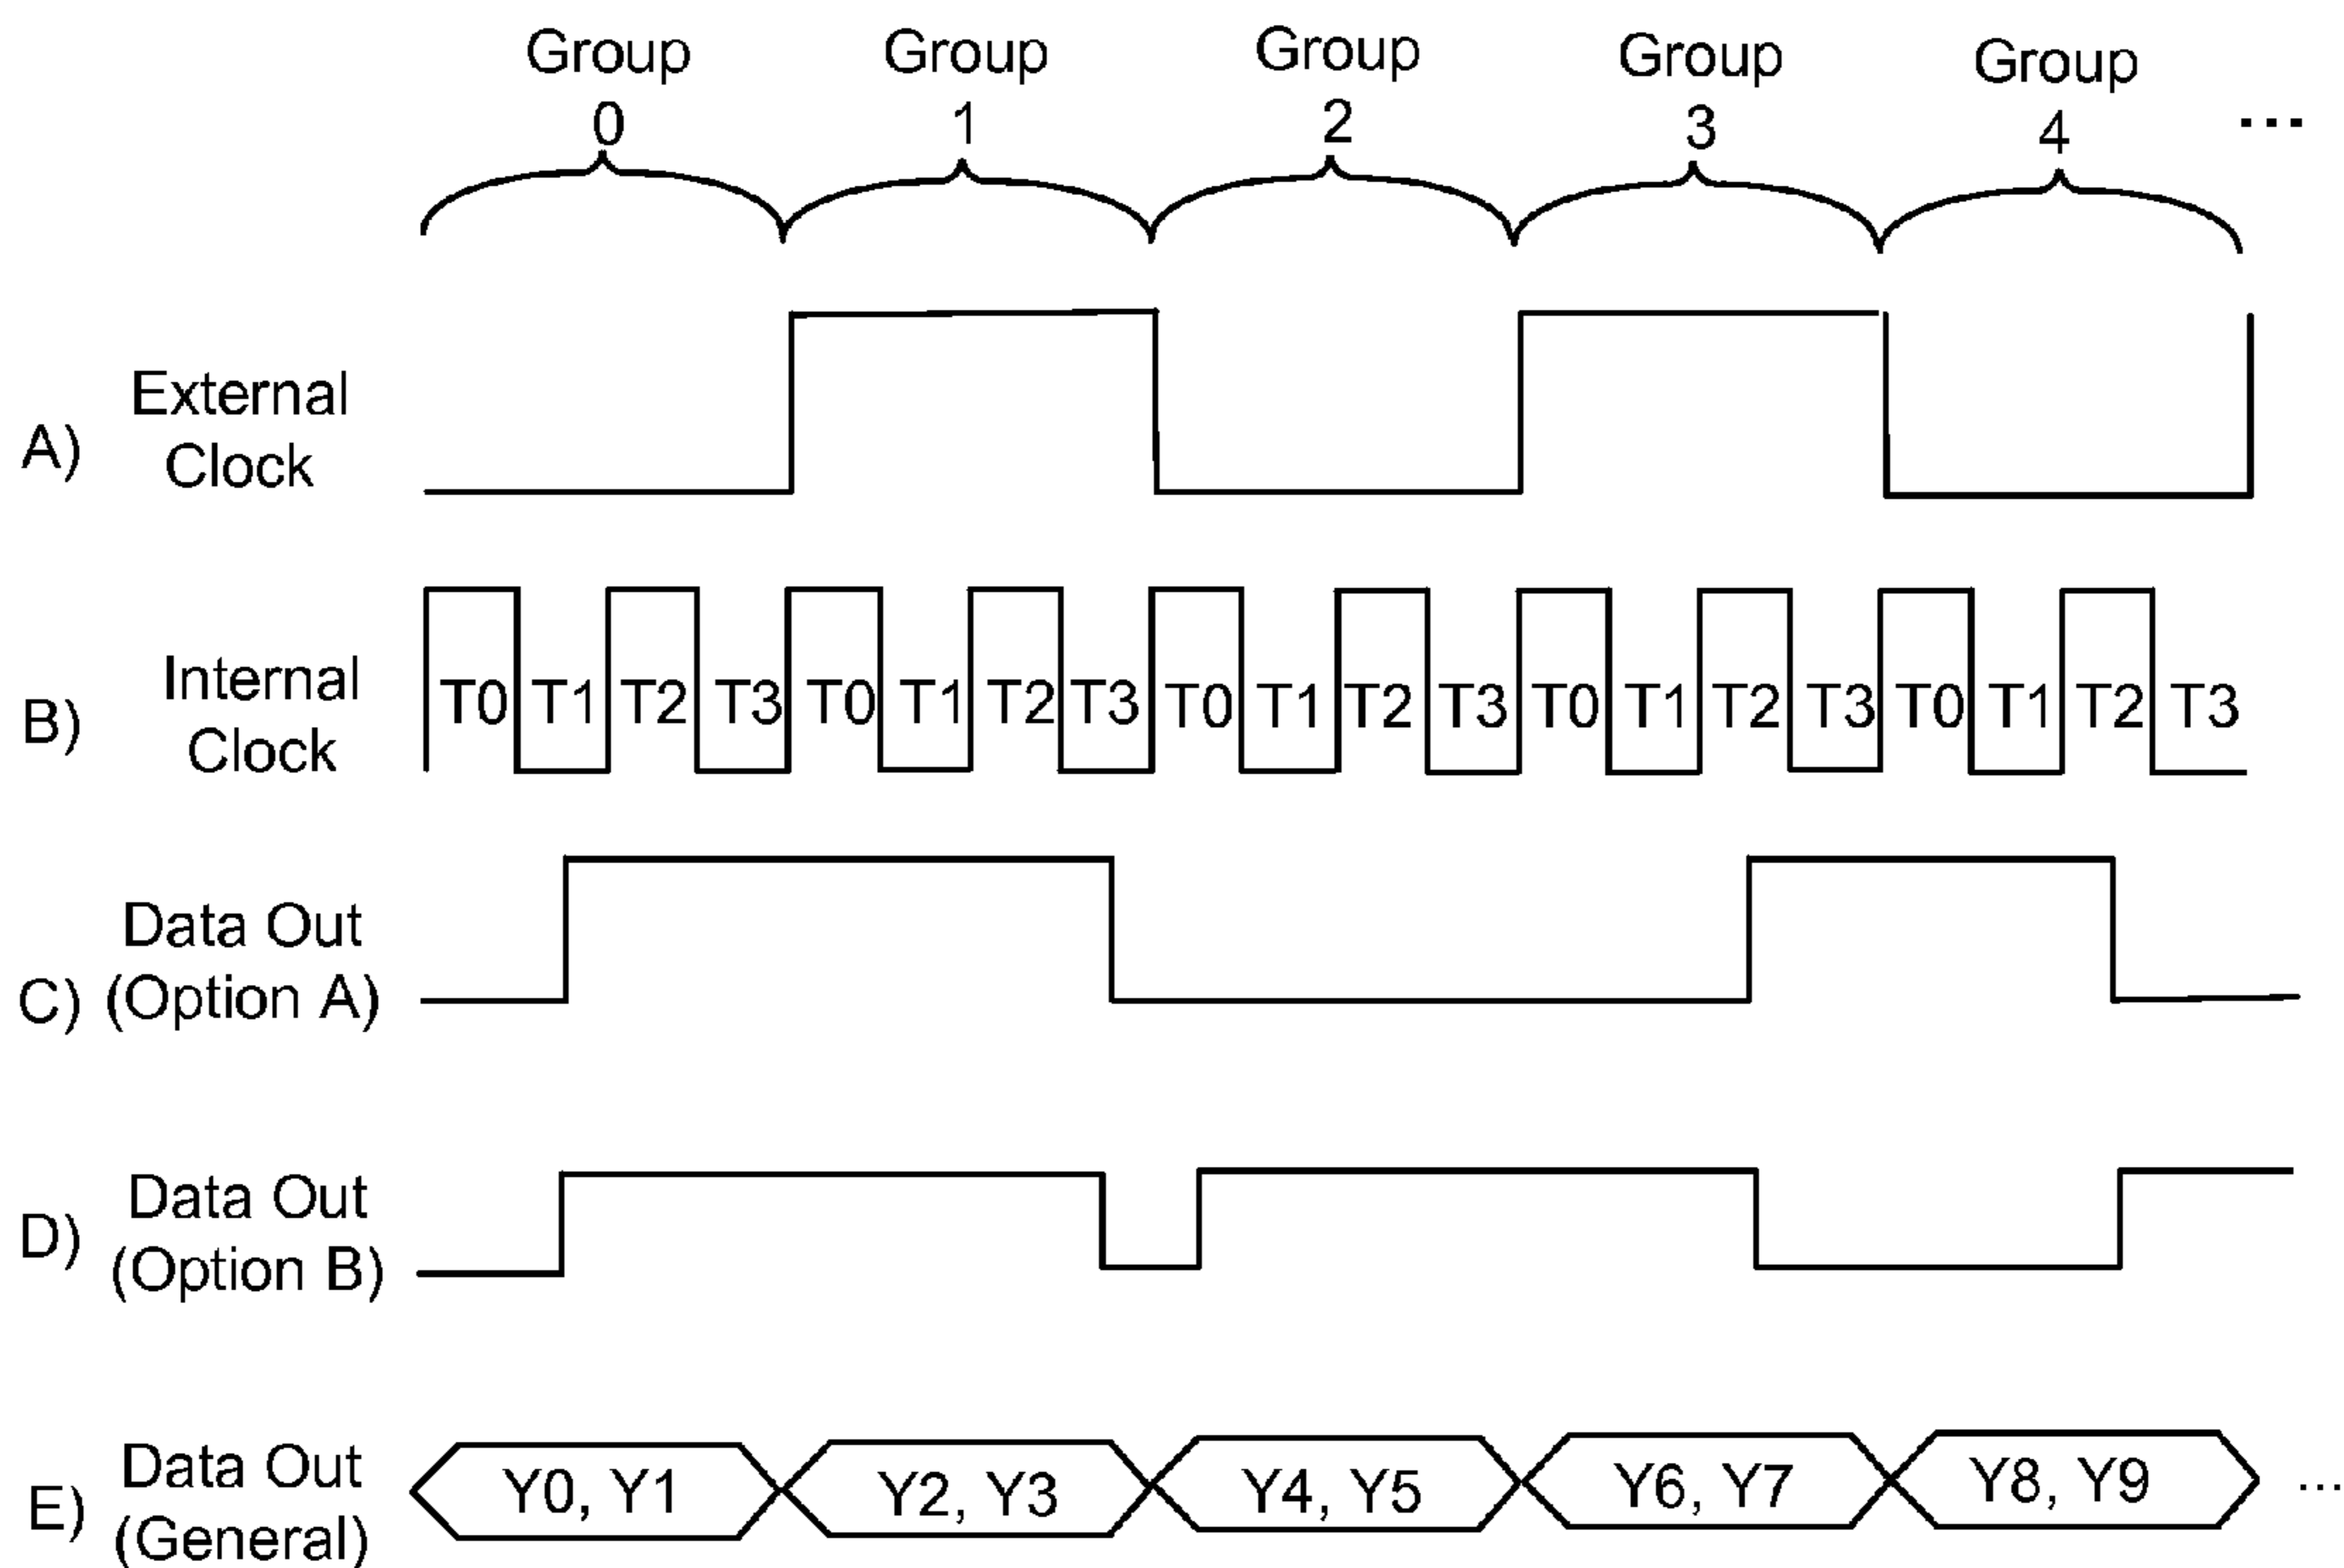 Group Group Group Group Group
0 1 2 3 4 ...
External
A) Clock
Internal
T0 T1 T2 T3 T0 T1 T2 T3 T0 T1 T2 T3 T0 T1 T2 T3 T0 T1 T2 T3
B) Clock
Data Out
C) (Option A)
Data Out
D) (Option B)
Data Out
Y0, Y1 Y2, Y3 Y4, Y5 Y6, Y7 Y8, Y9 ...
E) (General)